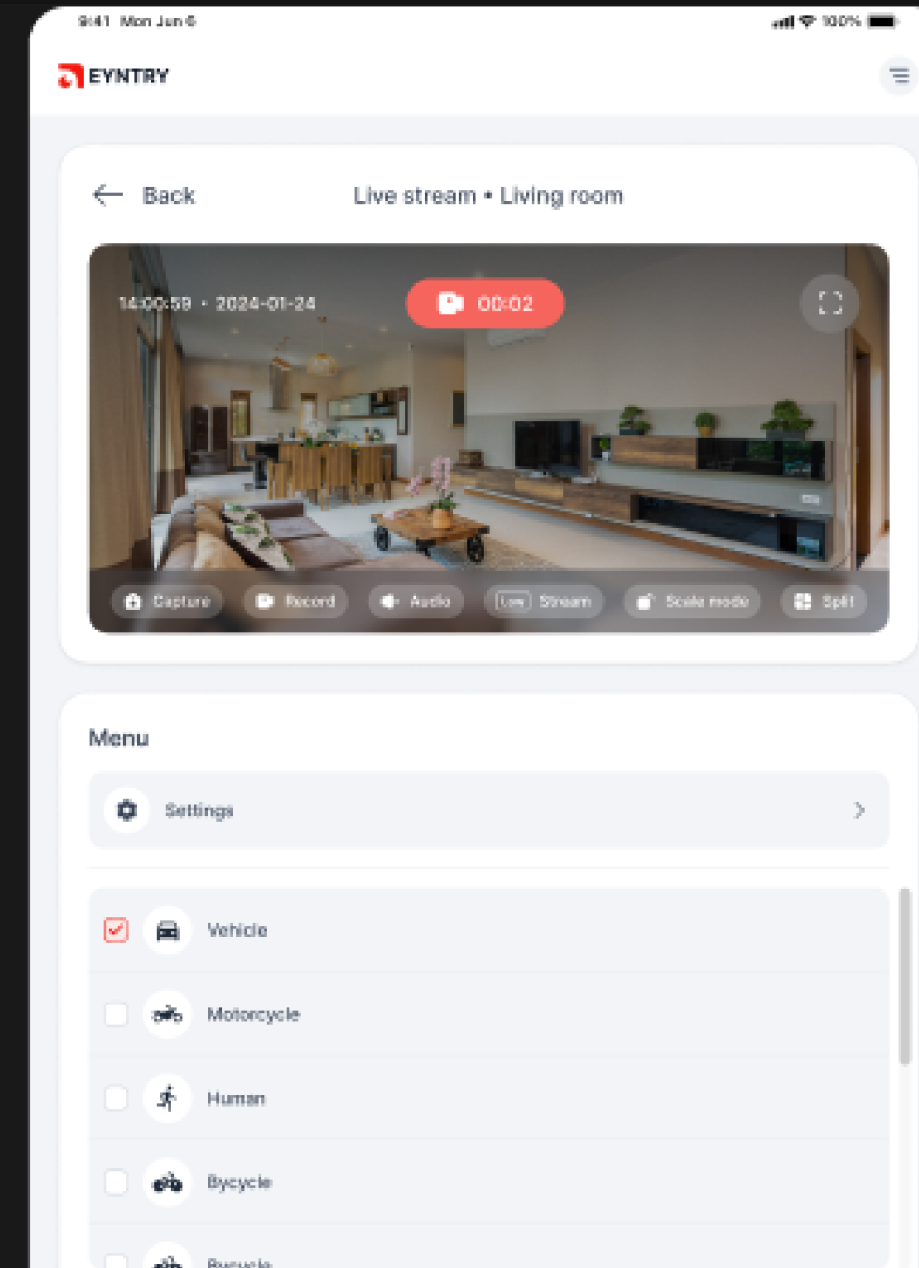 9:41 Mon Jun 6 100%
EYNTRY
Back Live stream • Living room
14:00:59 • 2024-01-24 00:02
Capture Record Audio Low Stream Scale mode Split
Menu
Settings
Vehicle
Motorcycle
Human
Bycycle
Bycycle